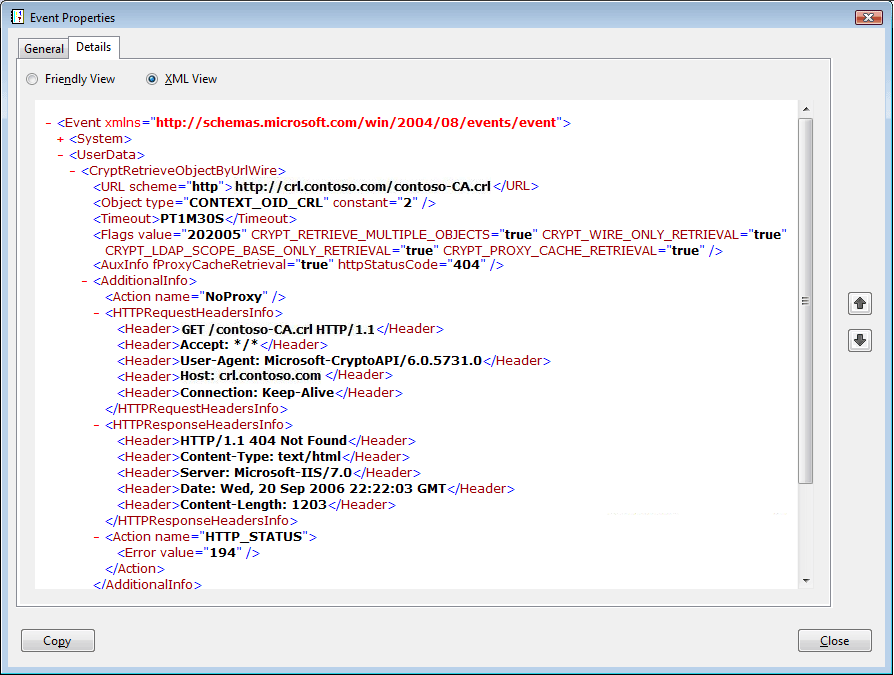 Event Properties
General Details
Friendly View XML View
- <Event xmlns="http://schemas.microsoft.com/win/2004/08/events/event">
+ <System>
- <UserData>
- <CryptRetrieveObjectByUrlWire>
<URL scheme="http">http://crl.contoso.com/contoso-CA.crl</URL>
<Object type="CONTEXT_OID_CRL" constant="2" />
<Timeout>PT1M30S</Timeout>
<Flags value="202005" CRYPT_RETRIEVE_MULTIPLE_OBJECTS="true" CRYPT_WIRE_ONLY_RETRIEVAL="true"
CRYPT_LDAP_SCOPE_BASE_ONLY_RETRIEVAL="true" CRYPT_PROXY_CACHE_RETRIEVAL="true" />
<AuxInfo fProxyCacheRetrieval="true" httpStatusCode="404" />
- <AdditionalInfo>
<Action name="NoProxy" />
- <HTTPRequestHeadersInfo>
<Header>GET /contoso-CA.crl HTTP/1.1</Header>
<Header>Accept: */*</Header>
<Header>User-Agent: Microsoft-CryptoAPI/6.0.5731.0</Header>
<Header>Host: crl.contoso.com </Header>
<Header>Connection: Keep-Alive</Header>
</HTTPRequestHeadersInfo>
- <HTTPResponseHeadersInfo>
<Header>HTTP/1.1 404 Not Found</Header>
<Header>Content-Type: text/html</Header>
<Header>Server: Microsoft-IIS/7.0</Header>
<Header>Date: Wed, 20 Sep 2006 22:22:03 GMT</Header>
<Header>Content-Length: 1203</Header>
</HTTPResponseHeadersInfo>
- <Action name="HTTP_STATUS">
<Error value="194" />
</Action>
</AdditionalInfo>
Copy Close